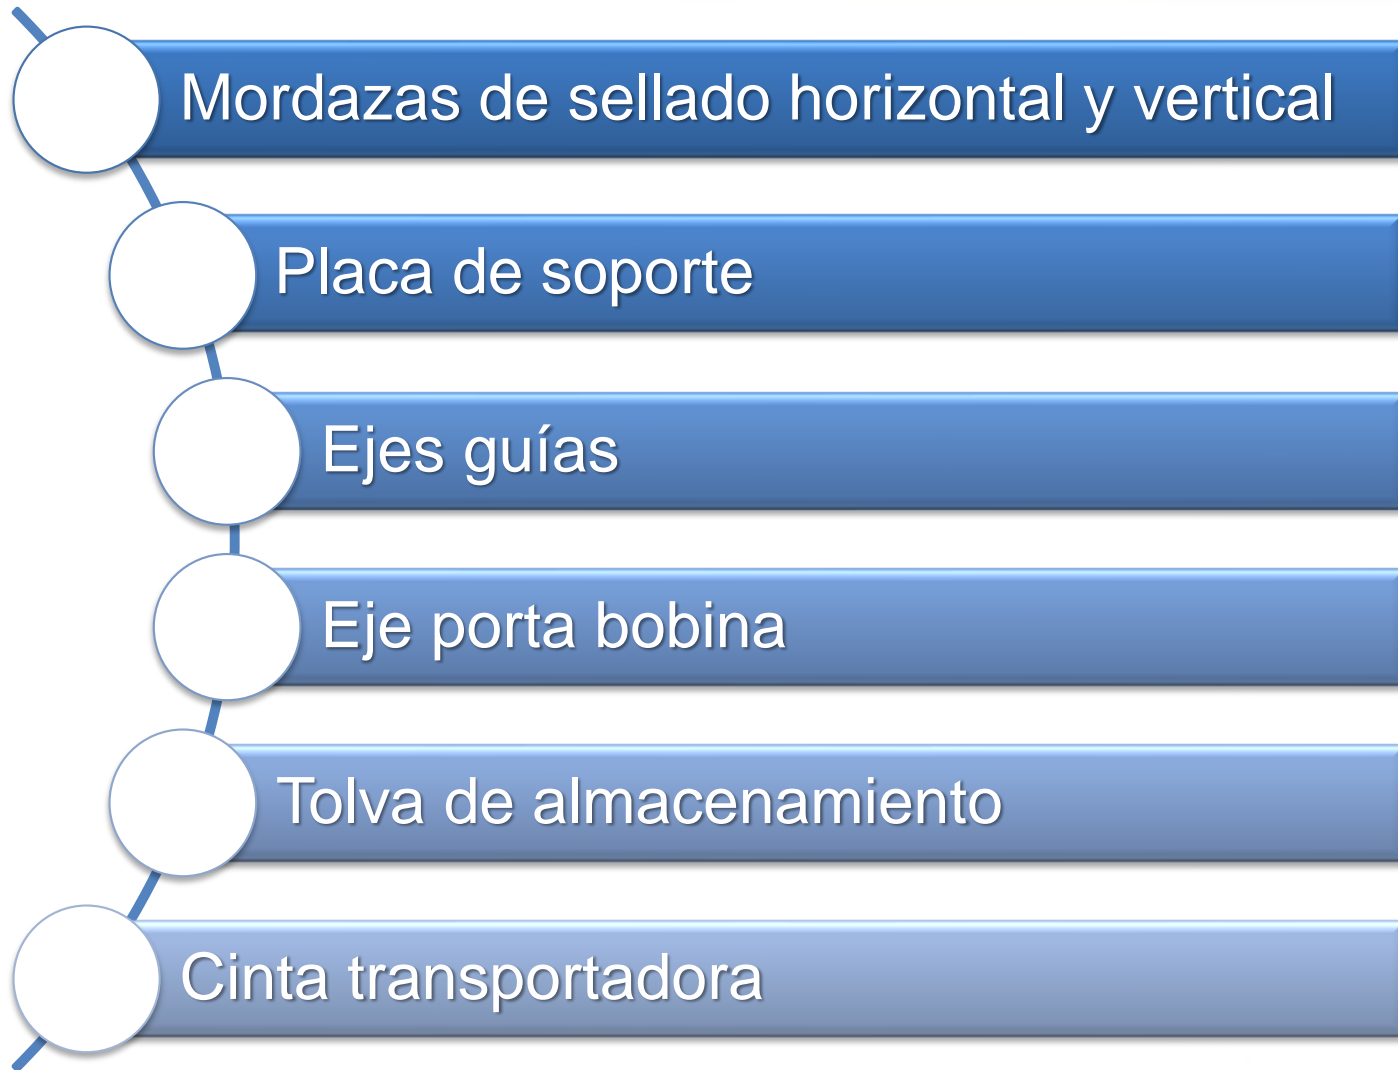 Mordazas de sellado horizontal y vertical
Placa de soporte
Ejes guías
Eje porta bobina
Tolva de almacenamiento
Cinta transportadora